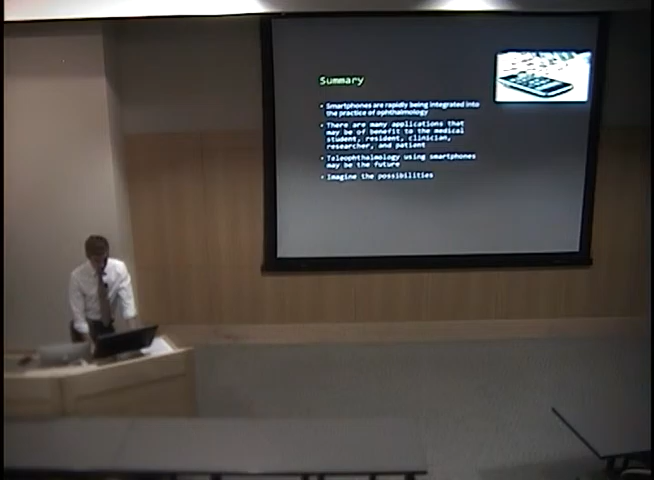 Summary
• Smartphones are rapidly being integrated into
the practice of ophthalmology
• There are many applications that
may be of benefit to the medical
student, resident, clinician,
researcher, and patient
• Teleophthalmology using smartphones
may be the future
• Imagine the possibilities